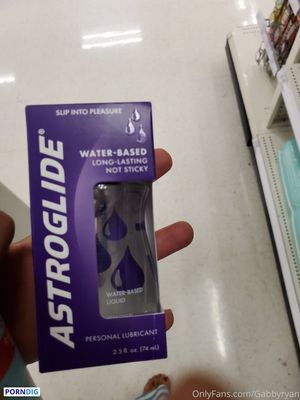 SLIP INTO PLEASURE
WATER-BASED
LONG-LASTING
NOT STICKY
ASTROGLIDE®
WATER-BASED
LIQUID
PERSONAL LUBRICANT
2.5 fl. oz. (74 mL)
PORNDIG
OnlyFans.com/Gabbyryan